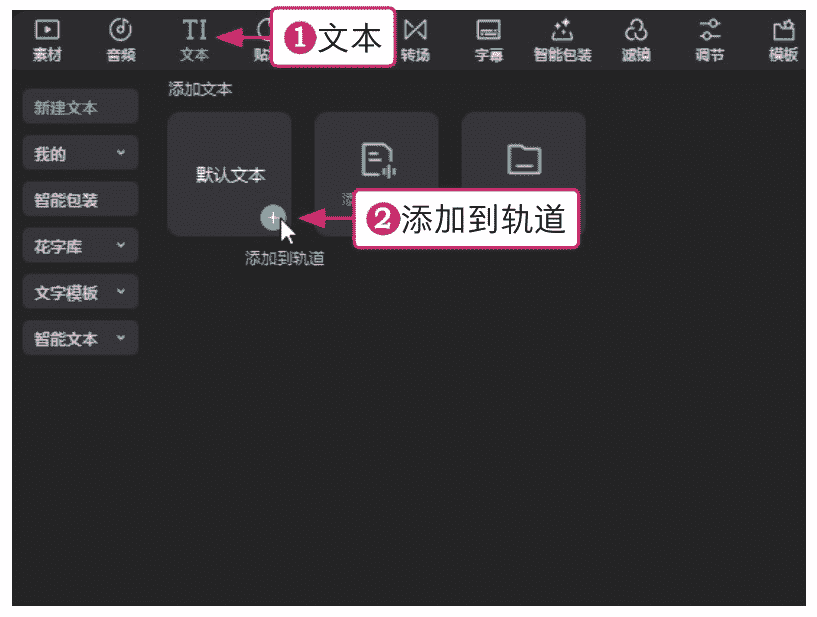 素材 音频 TI 文本 贴 ❶文本 转场 字幕 智能包装 滤镜 调节 模板
新建文本
我的
智能包装
花字库
文字模板
智能文本
添加文本
默认文本
❷添加到轨道
添加到轨道